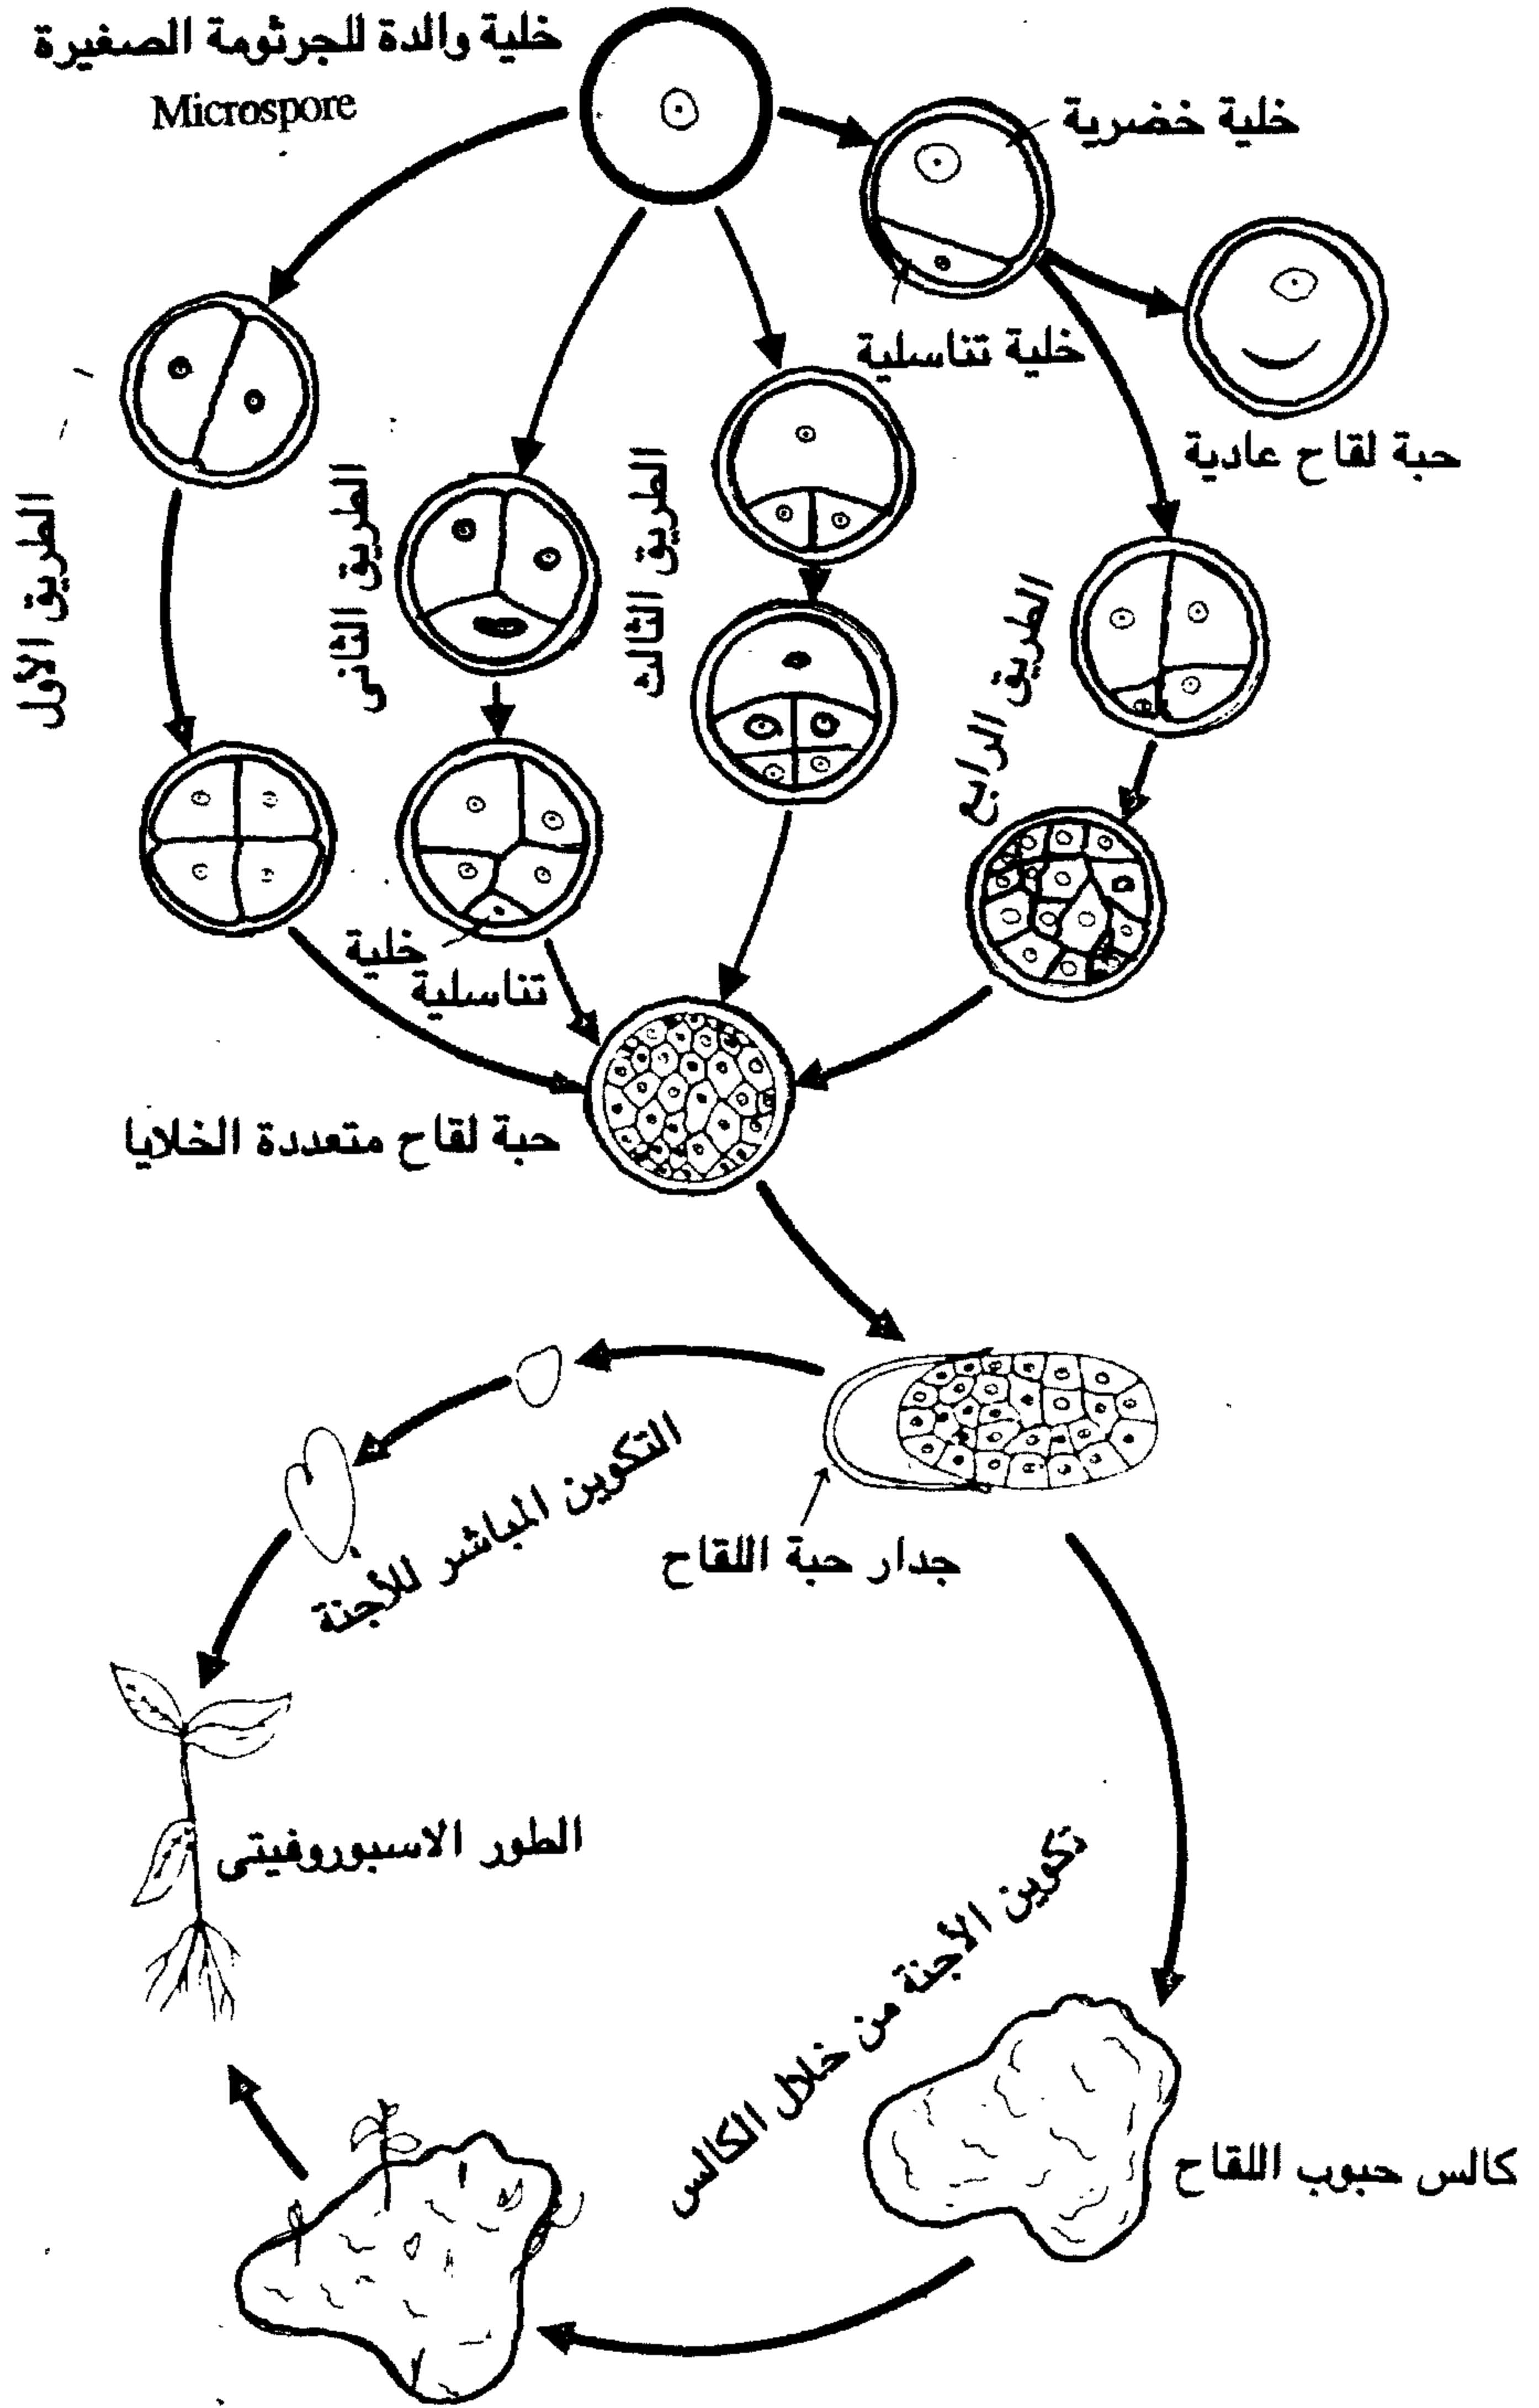 خلية والدة للجرثومة الصغيرة
Microspore
خلية خضرية
خلية تناسلية
حبة لقاح عادية
الطريق الأول
الطريق الثانى
الطريق الثالث
الطريق الرابع
خلية
تناسلية
حبة لقاح متعددة الخلايا
التكوين المباشر للأجنة
جدار حبة اللقاح
الطور الاسبوروفيتى
تكوين الأجنة من خلال الكالس
كالس حبوب اللقاح